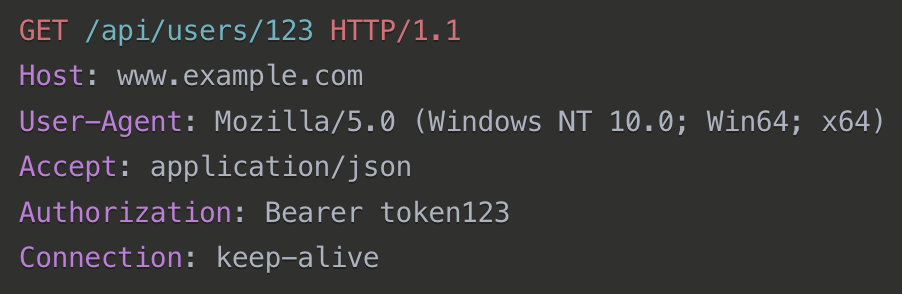 GET /api/users/123 HTTP/1.1
Host: www.example.com
User-Agent: Mozilla/5.0 (Windows NT 10.0; Win64; x64)
Accept: application/json
Authorization: Bearer token123
Connection: keep-alive